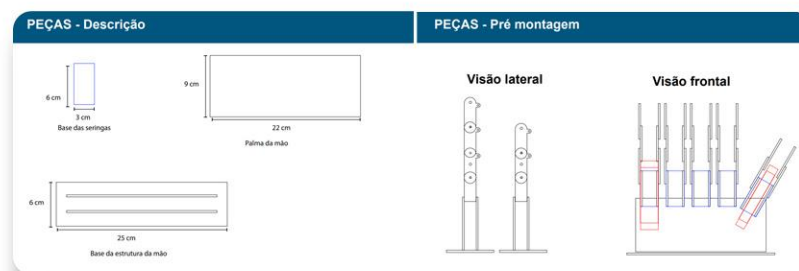 PEÇAS - Descrição
6 cm
3 cm
Base das seringas
9 cm
22 cm
Palma da mão
6 cm
25 cm
Base da estrutura da mão
PEÇAS - Pré montagem
Visão lateral
Visão frontal